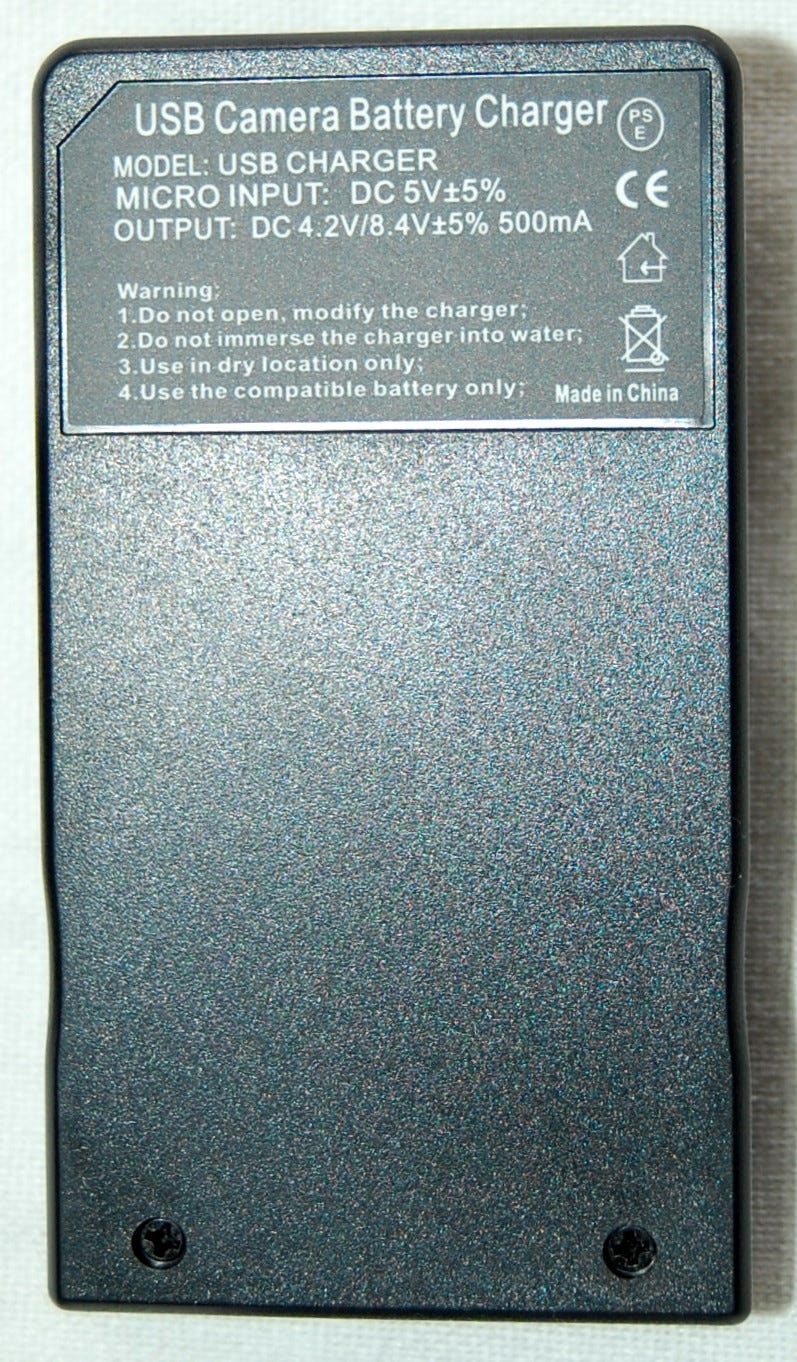 USB Camera Battery Charger
PS
E
MODEL: USB CHARGER
MICRO INPUT: DC 5V±5%
CE
OUTPUT: DC 4.2V/8.4V±5% 500mA
Warning:
1.Do not open, modify the charger;
2.Do not immerse the charger into water;
3.Use in dry location only;
4.Use the compatible battery only;
Made in China